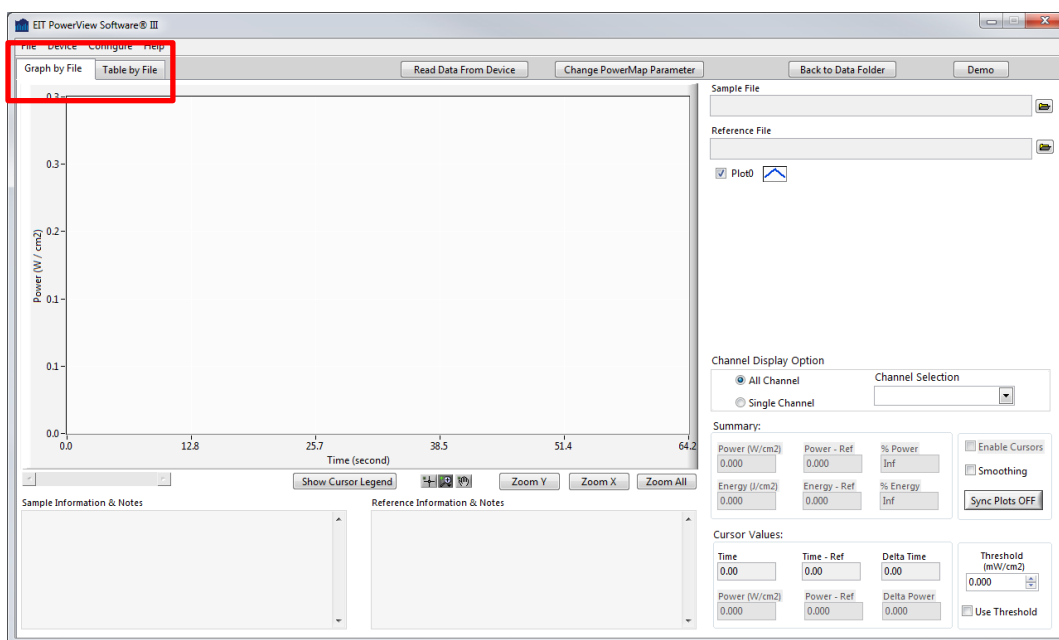 EIT PowerView Software® III
File Device Configure Help
Graph by File Table by File Read Data From Device Change PowerMap Parameter Back to Data Folder Demo
Sample File
Reference File
Plot0
0.3
0.3
0.2
0.1
0.1
0.0
Power (W / cm2)
0.0 12.8 25.7 38.5 51.4 64.2
Time (second)
Show Cursor Legend Zoom Y Zoom X Zoom All
Sample Information & Notes Reference Information & Notes
Channel Display Option
All Channel Channel Selection
Single Channel
Summary:
Power (W/cm2) Power - Ref % Power Enable Cursors
0.000 0.000 Inf
Smoothing
Energy (J/cm2) Energy - Ref % Energy
0.000 0.000 Inf Sync Plots OFF
Cursor Values:
Time Time - Ref Delta Time Threshold
(mW/cm2)
0.00 0.00 0.00 0.000
Power (W/cm2) Power - Ref Delta Power
0.000 0.000 0.000 Use Threshold